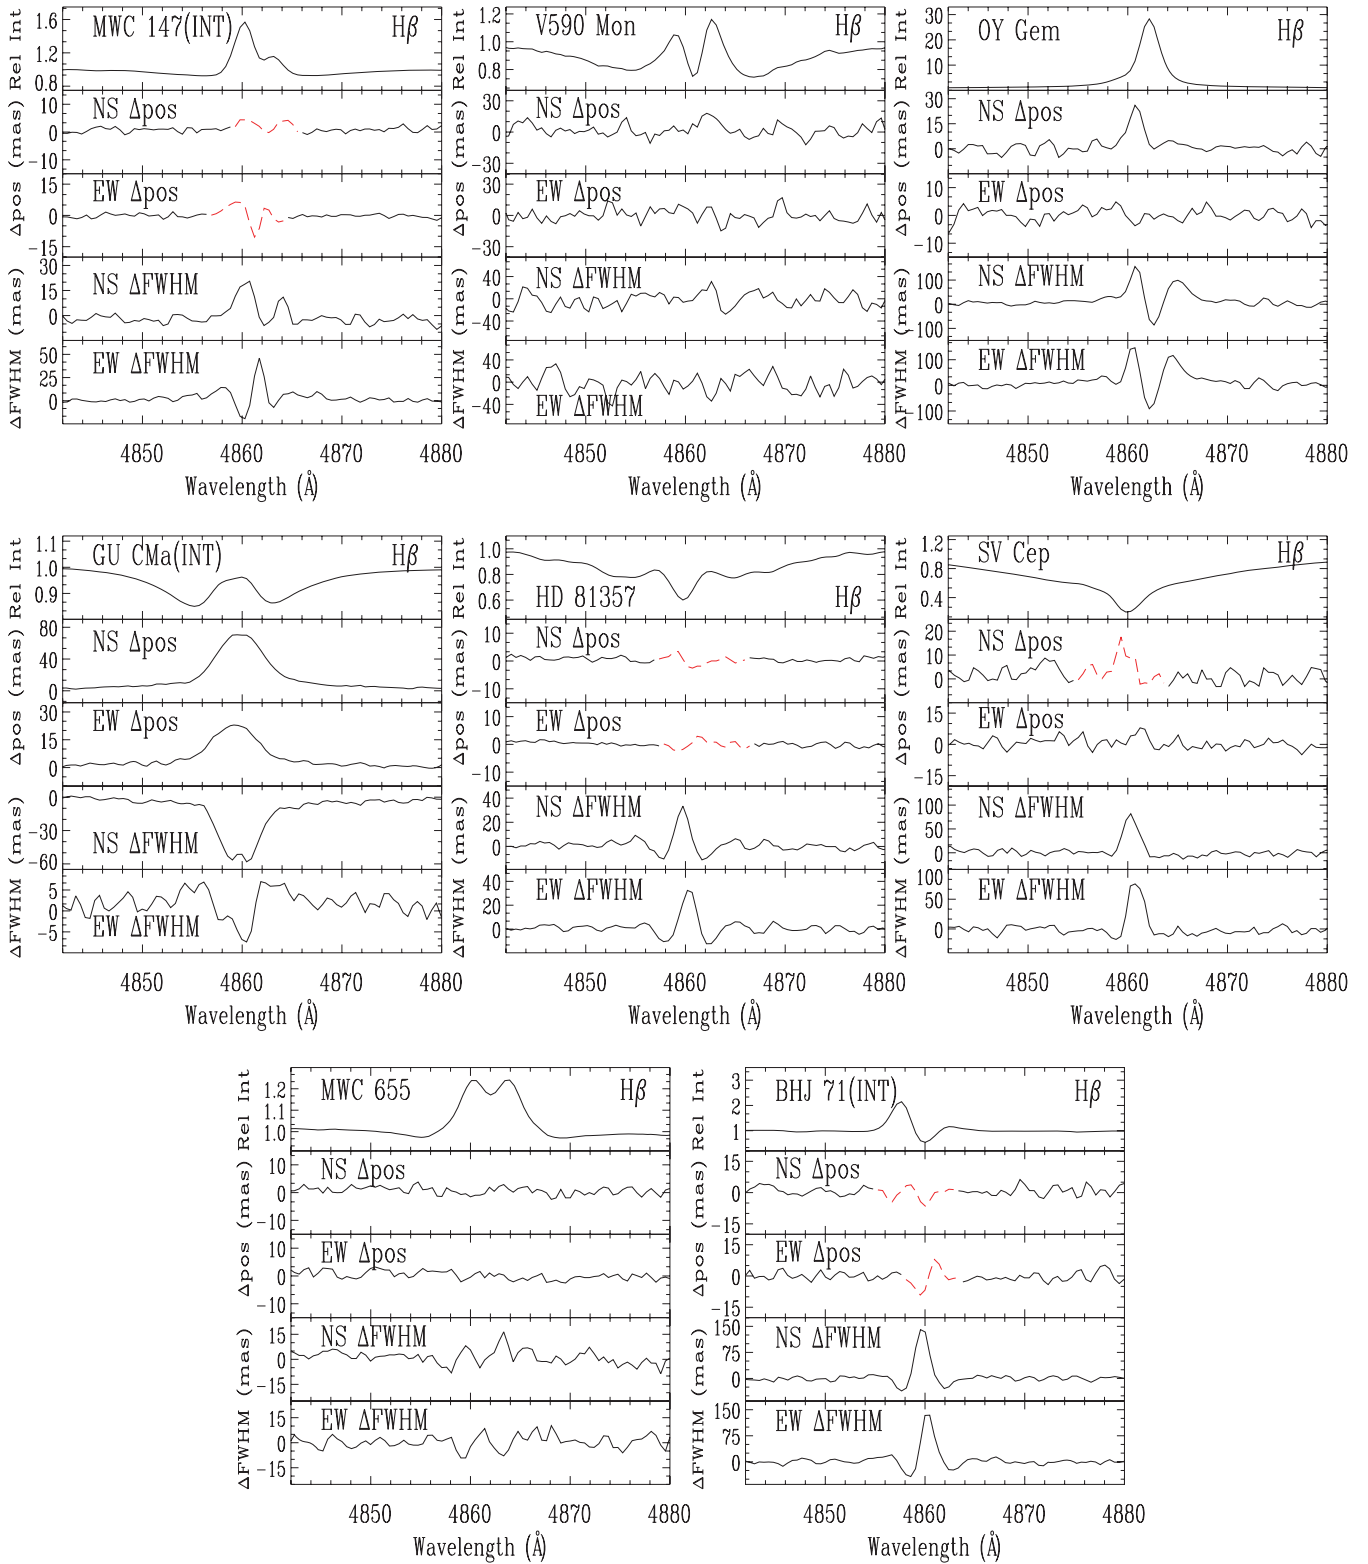 MWC 147(INT) Hβ
Rel Int
1.6
1.2
0.8
NS Δpos
10
0
−10
EW Δpos
15
0
−15
Δpos (mas)
NS ΔFWHM
30
15
0
EW ΔFWHM
50
25
0
ΔFWHM (mas)
4850 4860 4870 4880
Wavelength (Å)
V590 Mon Hβ
Rel Int
1.2
1.0
0.8
NS Δpos
30
0
−30
EW Δpos
30
0
−30
Δpos (mas)
NS ΔFWHM
40
0
−40
EW ΔFWHM
40
0
−40
ΔFWHM (mas)
4850 4860 4870 4880
Wavelength (Å)
OY Gem Hβ
Rel Int
30
20
10
NS Δpos
30
15
0
EW Δpos
10
0
−10
Δpos (mas)
NS ΔFWHM
100
0
100
EW ΔFWHM
100
0
100
ΔFWHM (mas)
4850 4860 4870 4880
Wavelength (Å)
GU CMa(INT) Hβ
Rel Int
1.1
1.0
0.9
NS Δpos
80
40
0
EW Δpos
30
15
0
Δpos (mas)
NS ΔFWHM
0
−30
−60
EW ΔFWHM
5
0
−5
ΔFWHM (mas)
4850 4860 4870 4880
Wavelength (Å)
HD 81357 Hβ
Rel Int
1.0
0.8
0.6
NS Δpos
10
0
−10
EW Δpos
10
0
−10
Δpos (mas)
NS ΔFWHM
40
20
0
EW ΔFWHM
40
20
0
ΔFWHM (mas)
4850 4860 4870 4880
Wavelength (Å)
SV Cep Hβ
Rel Int
1.2
0.8
0.4
NS Δpos
20
10
0
EW Δpos
15
0
−15
Δpos (mas)
NS ΔFWHM
100
50
0
EW ΔFWHM
100
50
0
ΔFWHM (mas)
4850 4860 4870 4880
Wavelength (Å)
MWC 655 Hβ
Rel Int
1.2
1.1
1.0
NS Δpos
10
0
−10
EW Δpos
10
0
−10
Δpos (mas)
NS ΔFWHM
15
0
−15
EW ΔFWHM
15
0
−15
ΔFWHM (mas)
4850 4860 4870 4880
Wavelength (Å)
BHJ 71(INT) Hβ
Rel Int
3
2
1
NS Δpos
15
0
−15
EW Δpos
15
0
−15
Δpos (mas)
NS ΔFWHM
150
75
0
EW ΔFWHM
150
75
0
ΔFWHM (mas)
4850 4860 4870 4880
Wavelength (Å)